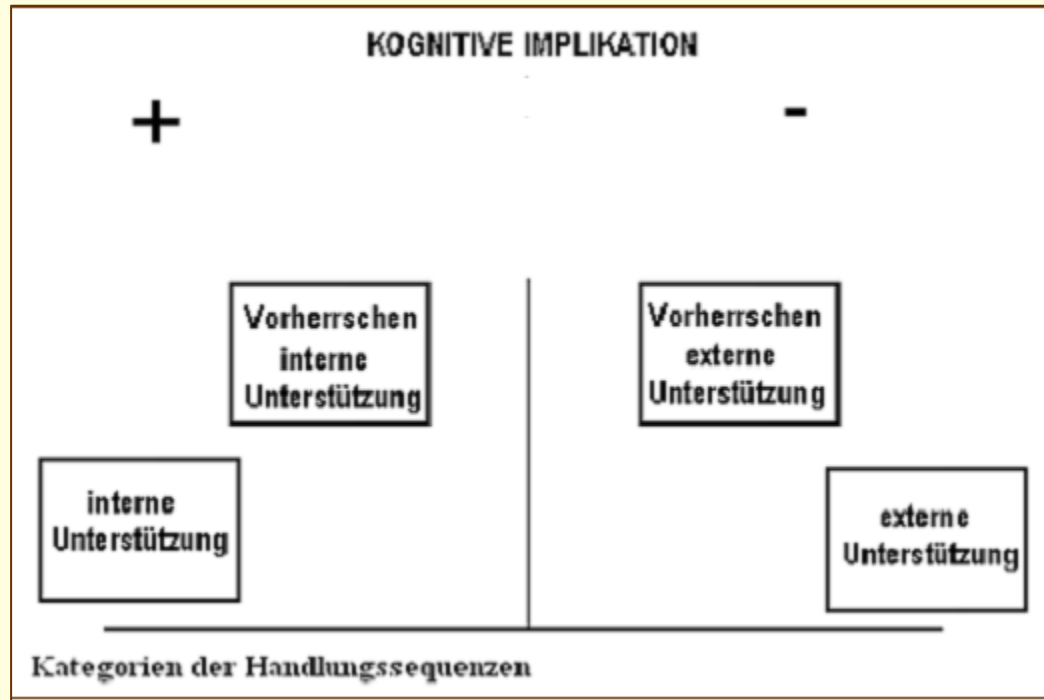 KOGNITIVE IMPLIKATION
+
-
Vorherrschen
interne
Unterstützung
Vorherrschen
externe
Unterstützung
interne
Unterstützung
externe
Unterstützung
Kategorien der Handlungssequenzen